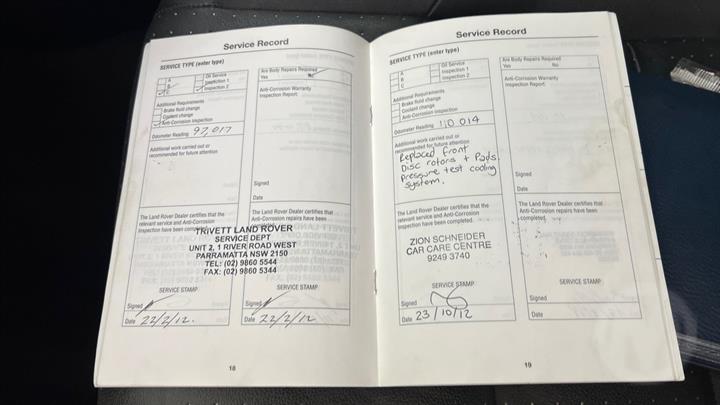 Service Record
SERVICE TYPE (enter type)
A
B
C
Oil Service
Inspection 1
Inspection 2
Additional Requirements
Brake fluid change
Coolant change
Anti-Corrosion inspection
Odometer Reading 97,017
Additional work carried out or
recommended for future attention
The Land Rover Dealer certifies that the
relevant service and Anti-Corrosion
Inspection have been completed
Are Body Repairs Required
Yes No
Anti-Corrosion Warranty
Inspection Report
Signed
Date
The Land Rover Dealer certifies that
Anti-Corrosion repairs have been
completed
TRIVETT LAND ROVER
SERVICE DEPT
UNIT 2, 1 RIVER ROAD WEST
PARRAMATTA NSW 2150
TEL: (02) 9860 5544
FAX: (02) 9860 5344
SERVICE STAMP
Signed
Date 22/2/12.
SERVICE STAMP
Signed
Date 22/2/12
18
Service Record
SERVICE TYPE (enter type)
A
B
C
Oil Service
Inspection 1
Inspection 2
Additional Requirements
Brake fluid change
Coolant change
Anti-Corrosion inspection
Odometer Reading 110 014
Additional work carried out or
recommended for future attention
Replaced front
Disc rotors + Pads.
pressure test cooling
system.
The Land Rover Dealer certifies that the
relevant service and Anti-Corrosion
Inspection have been completed
ZION SCHNEIDER
CAR CARE CENTRE
9249 3740
SERVICE STAMP
Signed
Date 23/10/12
Are Body Repairs Required
Yes No
Anti-Corrosion Warranty
Inspection Report
Signed
Date
The Land Rover Dealer certifies that
Anti-Corrosion repairs have been
completed
SERVICE STAMP
Signed
Date
19